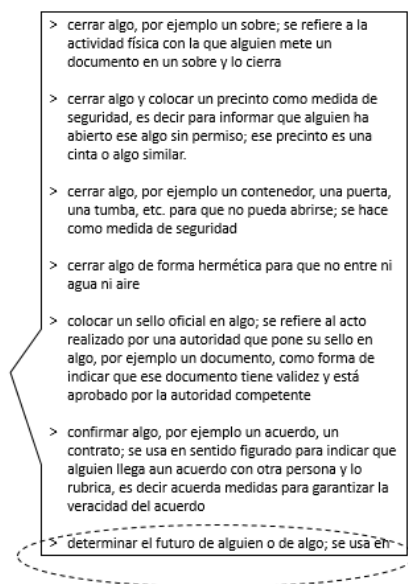 > cerrar algo, por ejemplo un sobre; se refiere a la
actividad física con la que alguien mete un
documento en un sobre y lo cierra
> cerrar algo y colocar un precinto como medida de
seguridad, es decir para informar que alguien ha
abierto ese algo sin permiso; ese precinto es una
cinta o algo similar.
> cerrar algo, por ejemplo un contenedor, una puerta,
una tumba, etc. para que no pueda abrirse; se hace
como medida de seguridad
> cerrar algo de forma hermética para que no entre ni
agua ni aire
> colocar un sello oficial en algo; se refiere al acto
realizado por una autoridad que pone su sello en
algo, por ejemplo un documento, como forma de
indicar que ese documento tiene validez y está
aprobado por la autoridad competente
> confirmar algo, por ejemplo un acuerdo, un
contrato; se usa en sentido figurado para indicar que
alguien llega aun acuerdo con otra persona y lo
rubrica, es decir acuerda medidas para garantizar la
veracidad del acuerdo
> determinar el futuro de alguien o de algo; se usa en